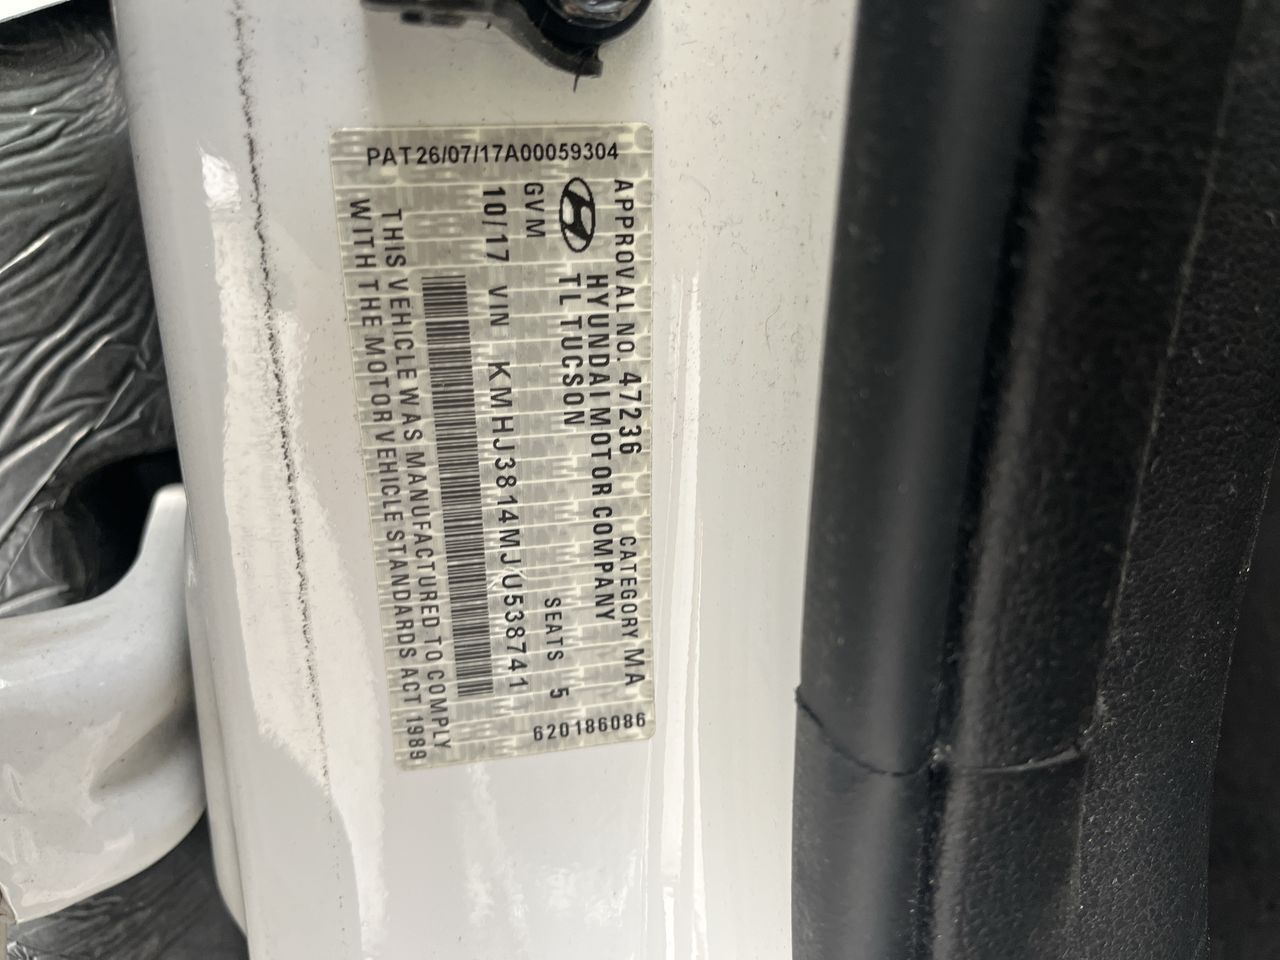 PAT26/07/17A00059304
APPROVAL NO. 47236 CATEGORY MA
HYUNDAI MOTOR COMPANY
TL TUCSON SEATS 5
GVM
10/17 VIN KMHJ3814MJU538741
THIS VEHICLE WAS MANUFACTURED TO COMPLY
WITH THE MOTOR VEHICLE STANDARDS ACT 1989
620186086